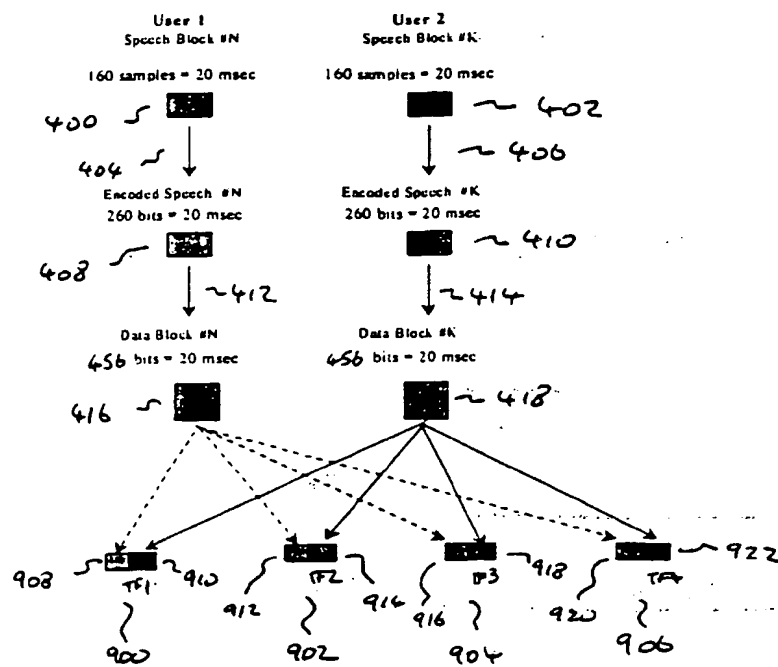 User 1 User 2
Speech Block #N Speech Block #K
160 samples = 20 msec 160 samples = 20 msec
400 402
404 406
Encoded Speech #N Encoded Speech #K
260 bits = 20 msec 260 bits = 20 msec
408 410
412 414
Data Block #N Data Block #K
456 bits = 20 msec 456 bits = 20 msec
416 418
908 TF1 910 912 TF2 914 916 TF3 918 920 TF4 922
900 902 904 906